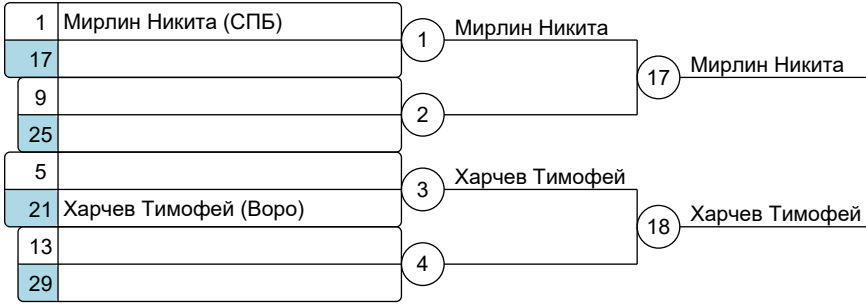 1 Мирлин Никита (СПБ)
17
1 Мирлин Никита
9
25
2
17 Мирлин Никита
5
21 Харчев Тимофей (Воро)
3 Харчев Тимофей
13
29
4
18 Харчев Тимофей